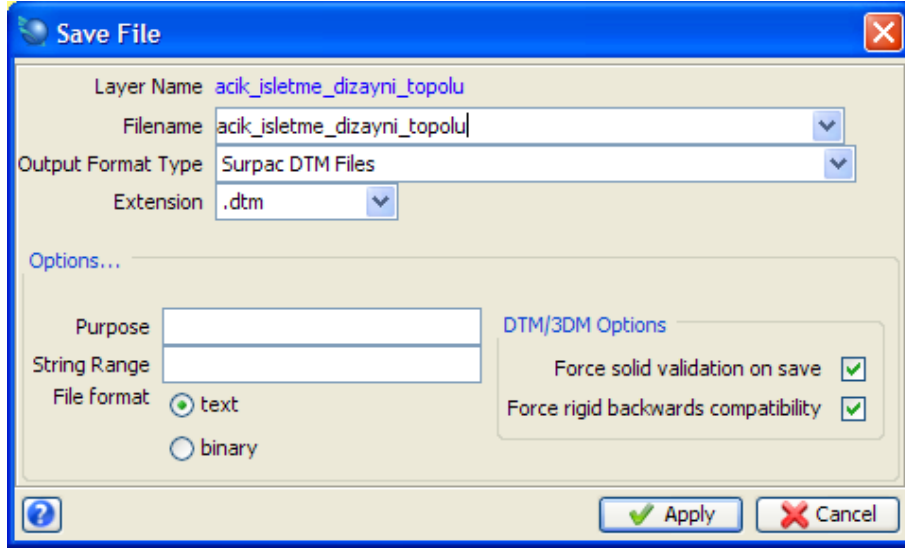 Save File
Layer Name acik_isletme_dizayni_topolu
Filename acik_isletme_dizayni_topolu
Output Format Type Surpac DTM Files
Extension .dtm
Options...
Purpose
DTM/3DM Options
String Range
Force solid validation on save
File format text
Force rigid backwards compatibility
binary
? Apply Cancel